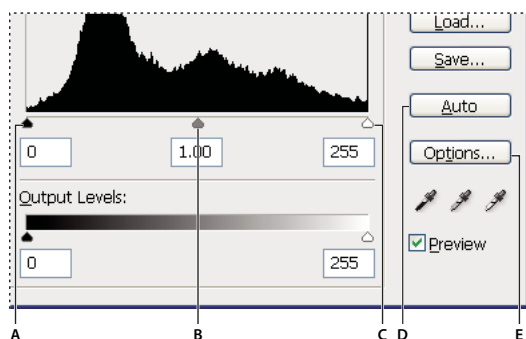 Load...
Save...
Auto
0 1.00 255
Options...
Output Levels:
Preview
0 255
A B C D E